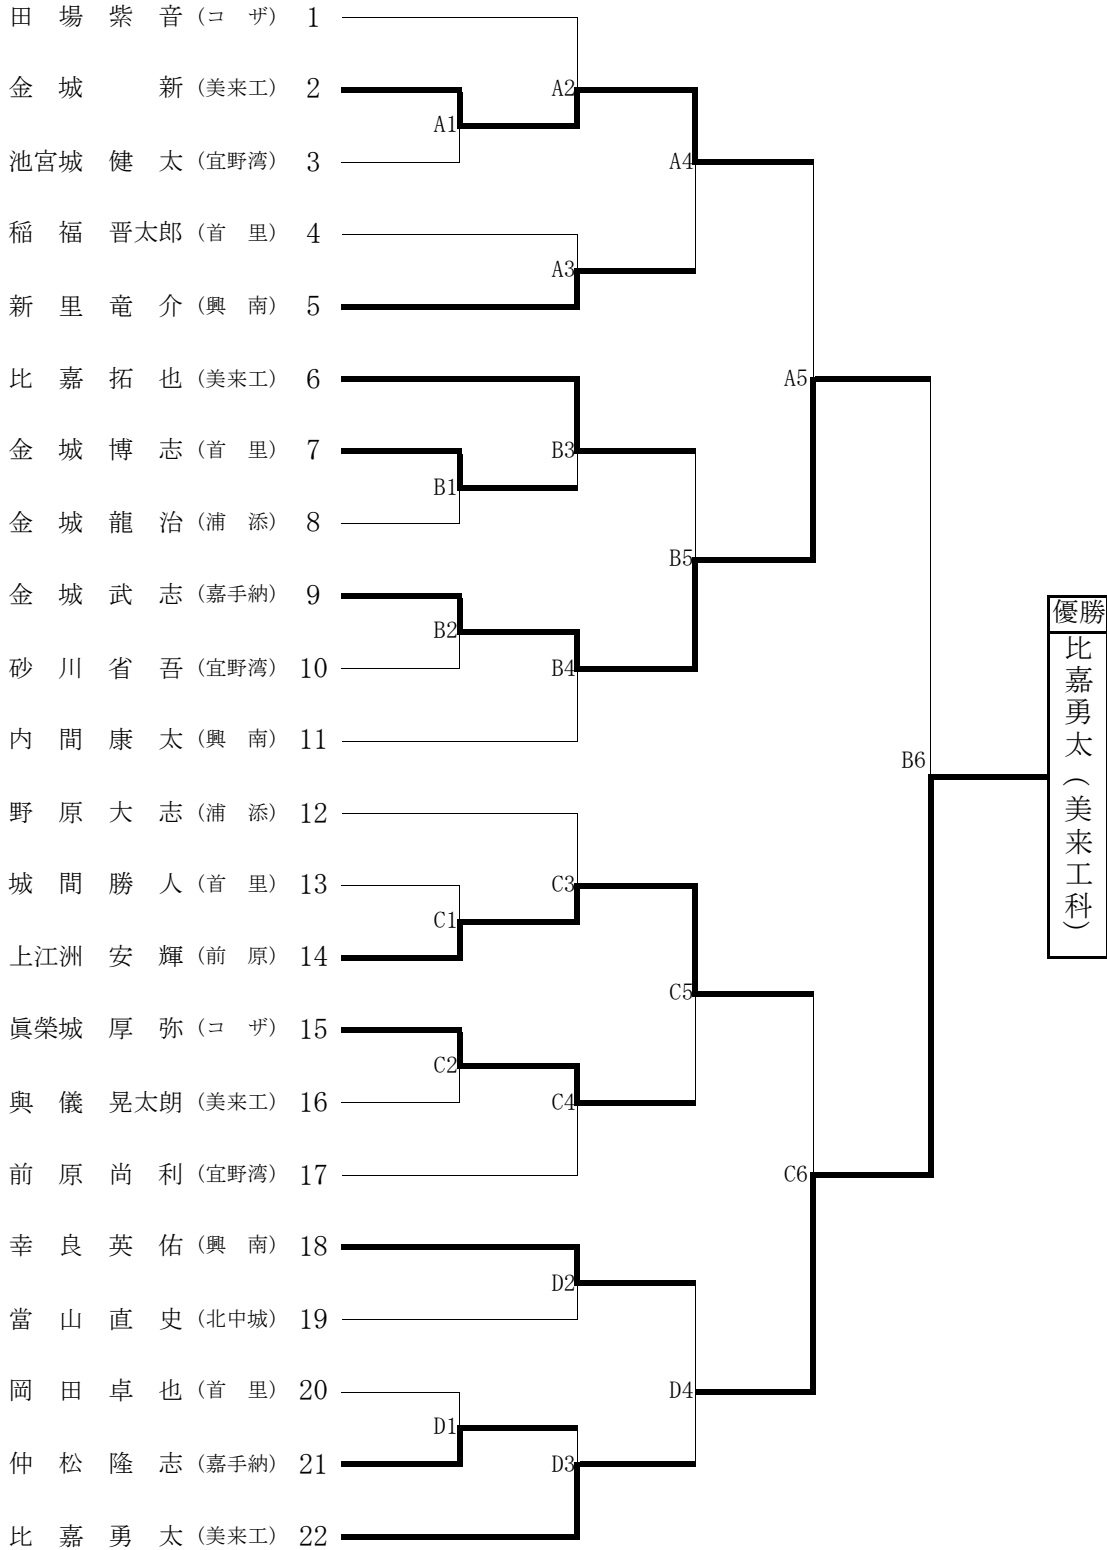 田場紫音 (コザ) 1
A2
金城新 (美来工) 2
A1
池宮城健太 (宜野湾) 3
A4
稲福晋太郎 (首里) 4
A3
新里竜介 (興南) 5
比嘉拓也 (美来工) 6
A5
金城博志 (首里) 7
B3
B1
金城龍治 (浦添) 8
B5
金城武志 (嘉手納) 9
B2
砂川省吾 (宜野湾) 10
B4
内間康太 (興南) 11
B6
優勝
比嘉勇太(美来工科)
野原大志 (浦添) 12
城間勝人 (首里) 13
C3
C1
上江洲安輝 (前原) 14
C5
眞榮城厚弥 (コザ) 15
C2
與儀晃太朗 (美来工) 16
C4
前原尚利 (宜野湾) 17
C6
幸良英佑 (興南) 18
D2
當山直史 (北中城) 19
岡田卓也 (首里) 20
D4
D1
仲松隆志 (嘉手納) 21
D3
比嘉勇太 (美来工) 22